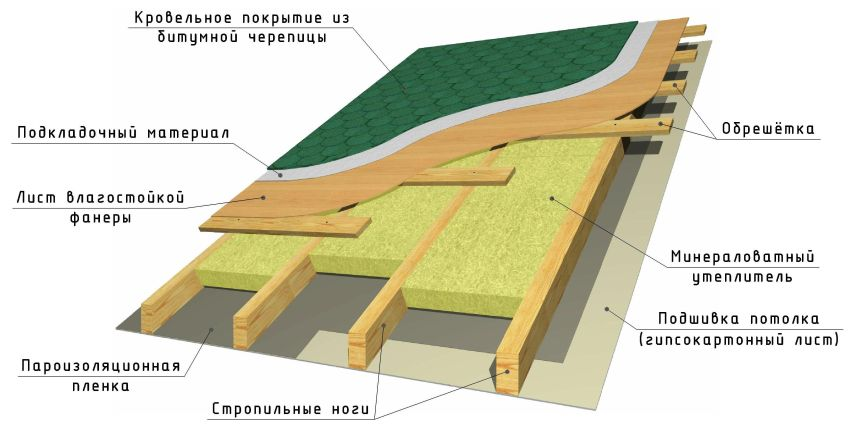 Кровельное покрытие из
битумной черепицы
Подкладочный материал
Обрешётка
Лист влагостойкой
фанеры
Минераловатный
утеплитель
Подшивка потолка
(гипсокартонный лист)
Пароизоляционная
пленка
Стропильные ноги